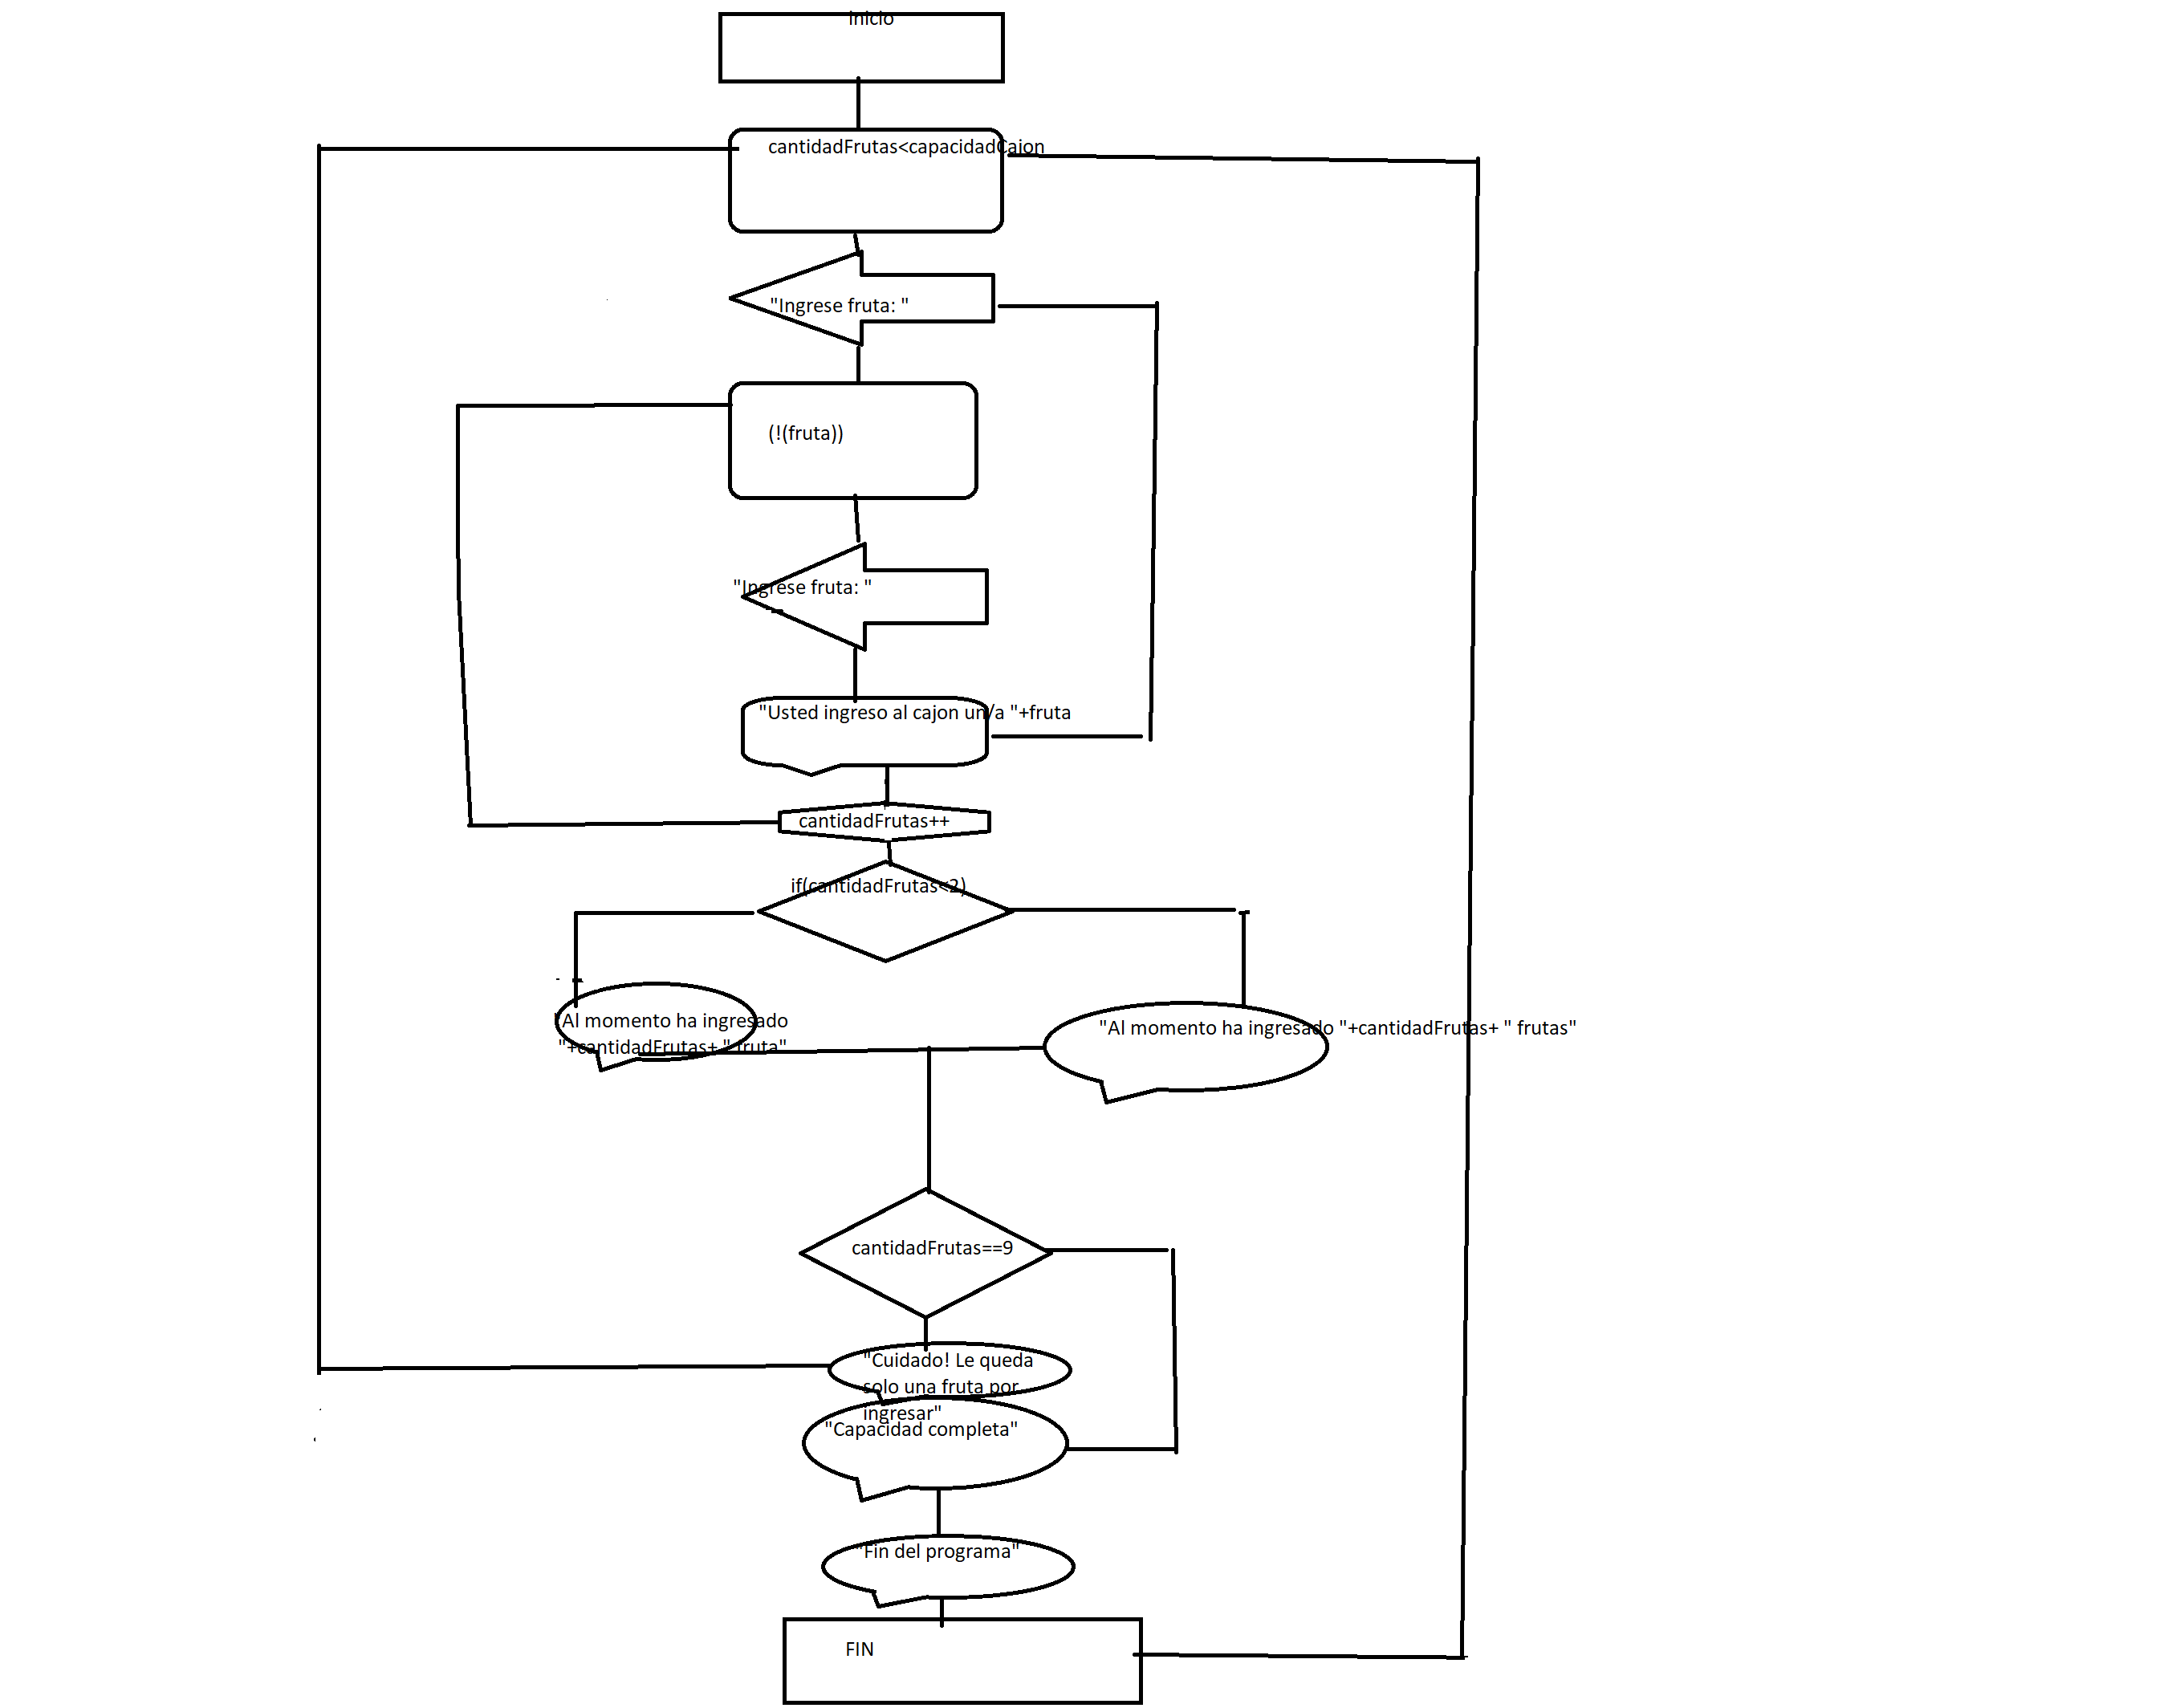 inicio
cantidadFrutas<capacidadCajon
"Ingrese fruta: "
(!(fruta))
"Ingrese fruta: "
"Usted ingreso al cajon un/a "+fruta
cantidadFrutas++
if(cantidadFrutas<2)
"Al momento ha ingresado
"+cantidadFrutas+ " fruta"
"Al momento ha ingresado "+cantidadFrutas+ " frutas"
cantidadFrutas==9
"Cuidado! Le queda
solo una fruta por
ingresar"
"Capacidad completa"
"Fin del programa"
FIN